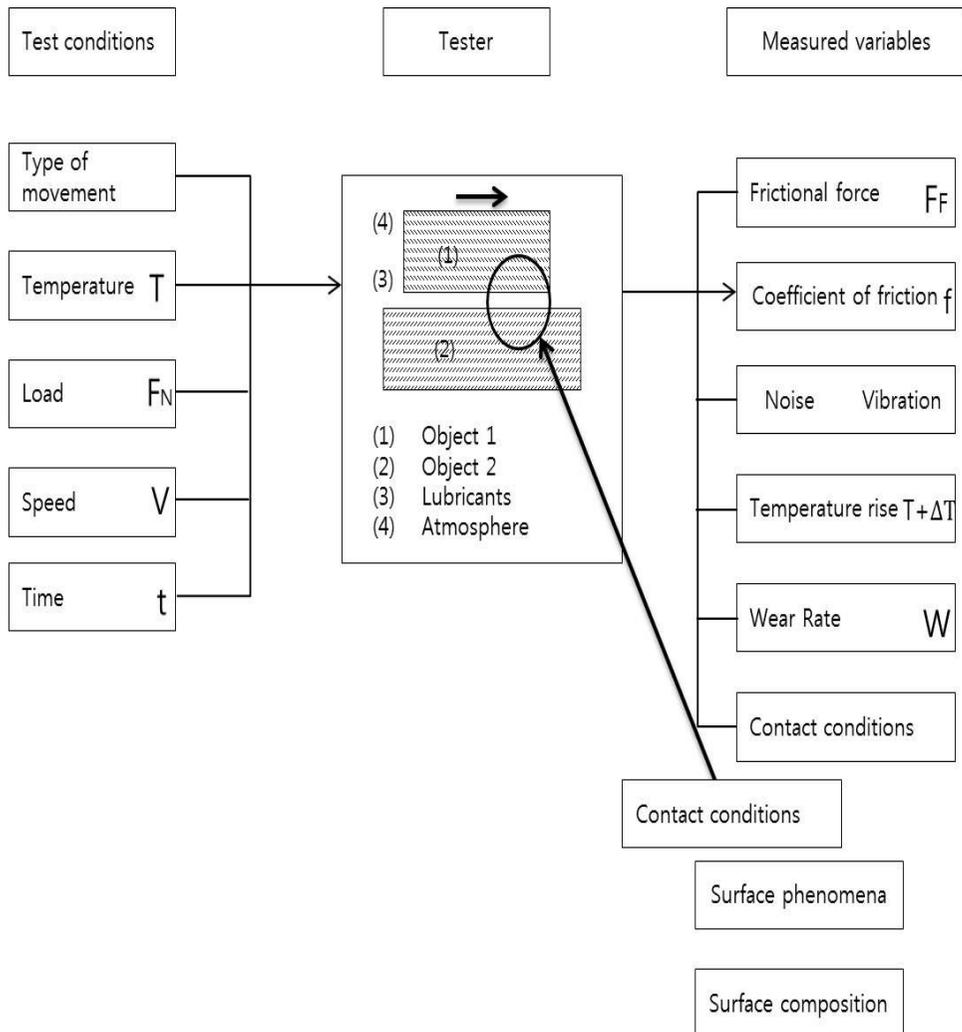 Test conditions
Tester
Measured variables
Type of
movement
Temperature T
Load FN
Speed V
Time t
(4)
(1)
(3)
(2)
(1) Object 1
(2) Object 2
(3) Lubricants
(4) Atmosphere
Frictional force FF
Coefficient of friction f
Noise Vibration
Temperature rise T+ΔT
Wear Rate W
Contact conditions
Contact conditions
Surface phenomena
Surface composition